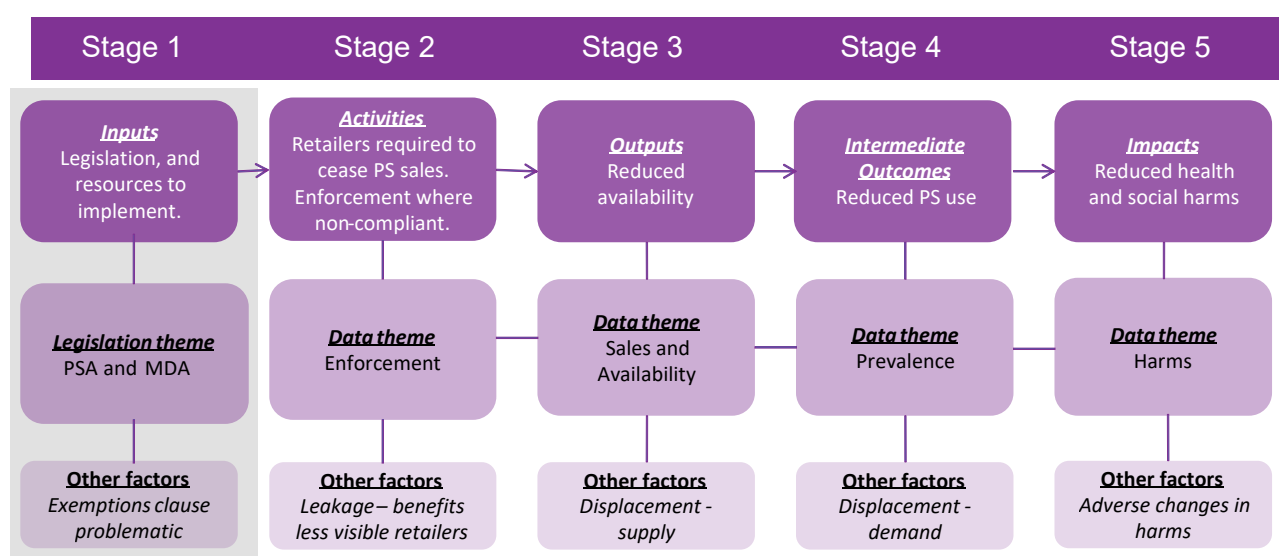 Stage 1
Stage 2
Stage 3
Stage 4
Stage 5
Inputs
Legislation, and
resources to
implement.
Activities
Retailers required to
cease PS sales.
Enforcement where
non-compliant.
Outputs
Reduced
availability
Intermediate
Outcomes
Reduced PS use
Impacts
Reduced health
and social harms
Legislation theme
PSA and MDA
Data theme
Enforcement
Data theme
Sales and
Availability
Data theme
Prevalence
Data theme
Harms
Other factors
Exemptions clause
problematic
Other factors
Leakage – benefits
less visible retailers
Other factors
Displacement -
supply
Other factors
Displacement -
demand
Other factors
Adverse changes in
harms